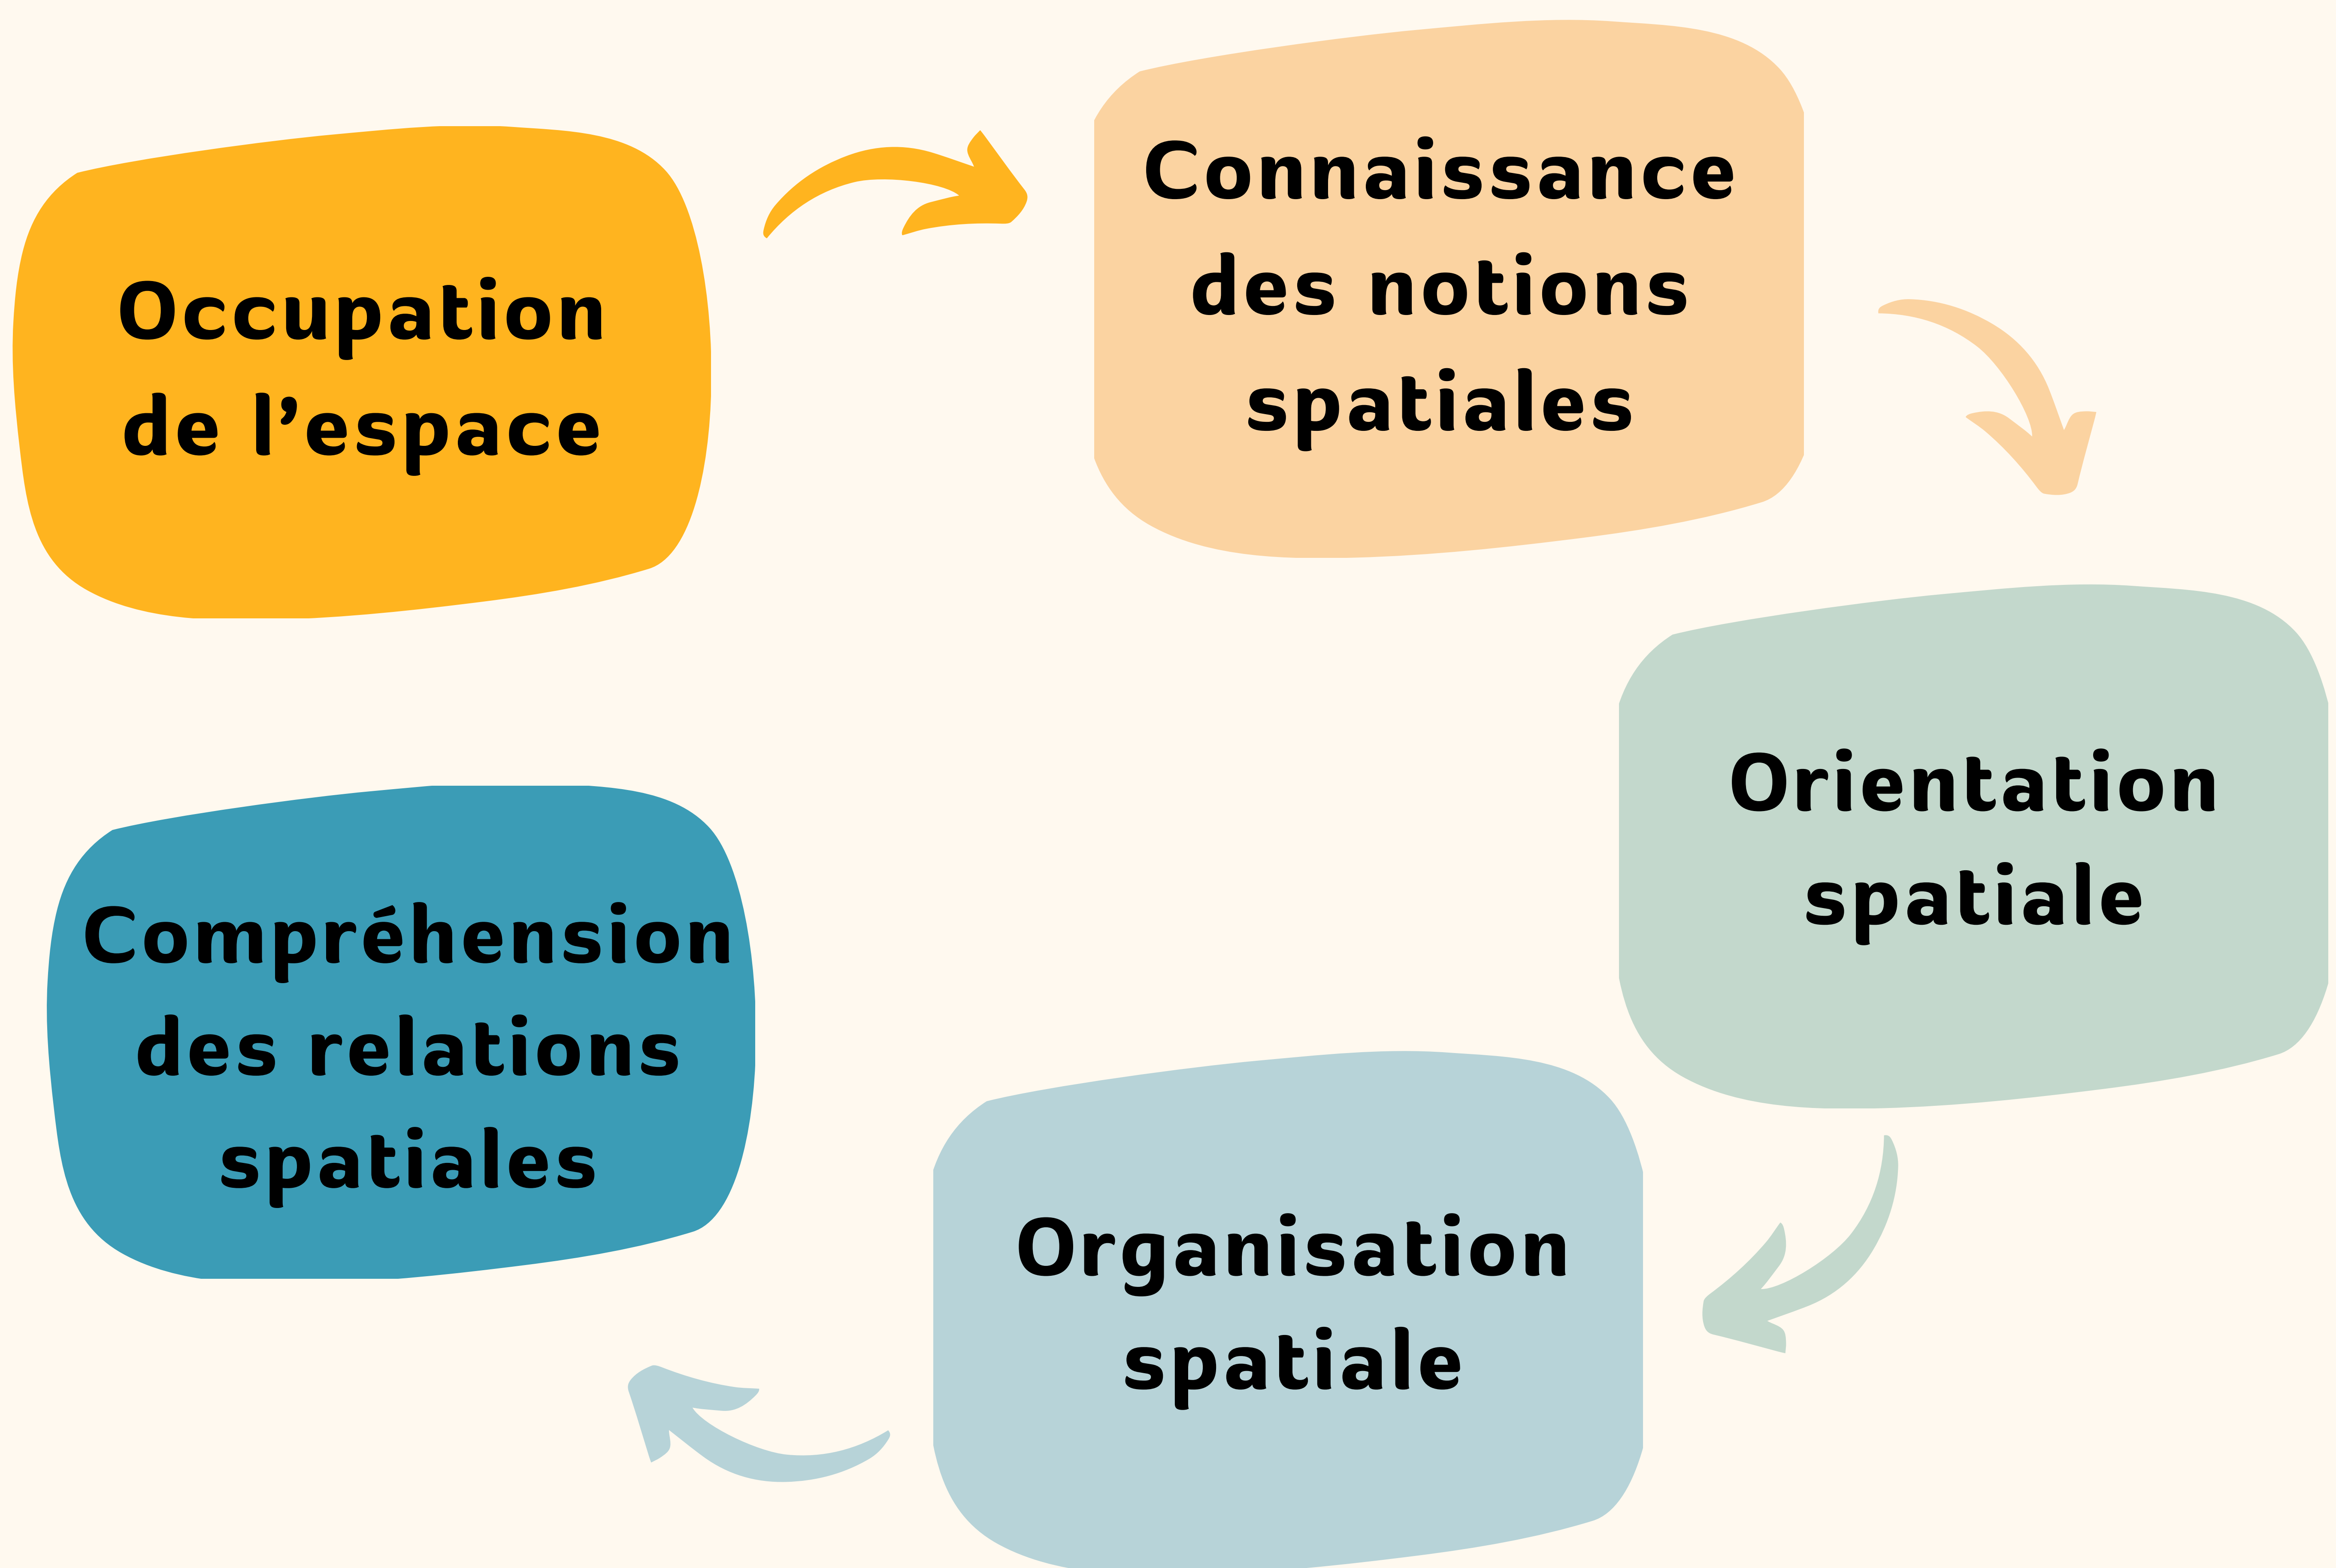 Occupation
de l’espace
Connaissance
des notions
spatiales
Orientation
spatiale
Organisation
spatiale
Compréhension
des relations
spatiales